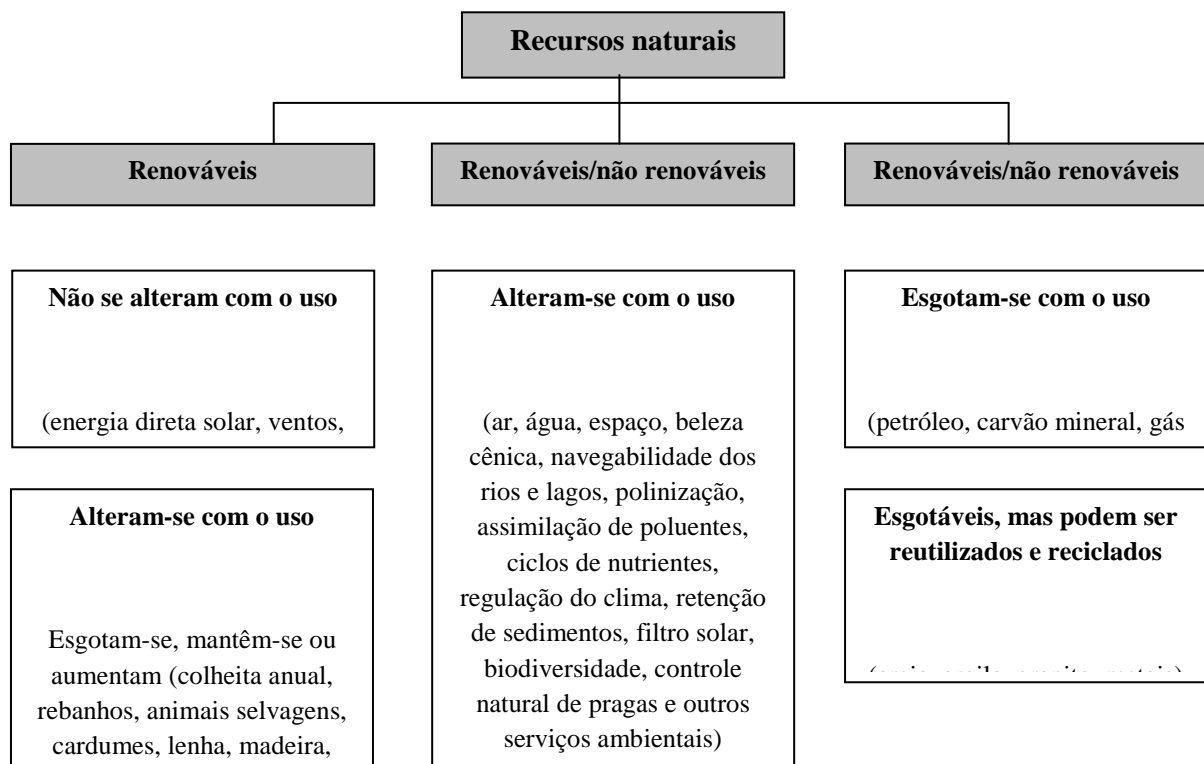 Recursos naturais
Renováveis
Renováveis/não renováveis
Renováveis/não renováveis
Não se alteram com o uso
(energia direta solar, ventos,
Alteram-se com o uso
Esgotam-se, mantêm-se ou
aumentam (colheita anual,
rebanhos, animais selvagens,
cardumes, lenha, madeira,
Alteram-se com o uso
(ar, água, espaço, beleza
cênica, navegabilidade dos
rios e lagos, polinização,
assimilação de poluentes,
ciclos de nutrientes,
regulação do clima, retenção
de sedimentos, filtro solar,
biodiversidade, controle
natural de pragas e outros
serviços ambientais)
Esgotam-se com o uso
(petróleo, carvão mineral, gás
Esgotáveis, mas podem ser
reutilizados e reciclados